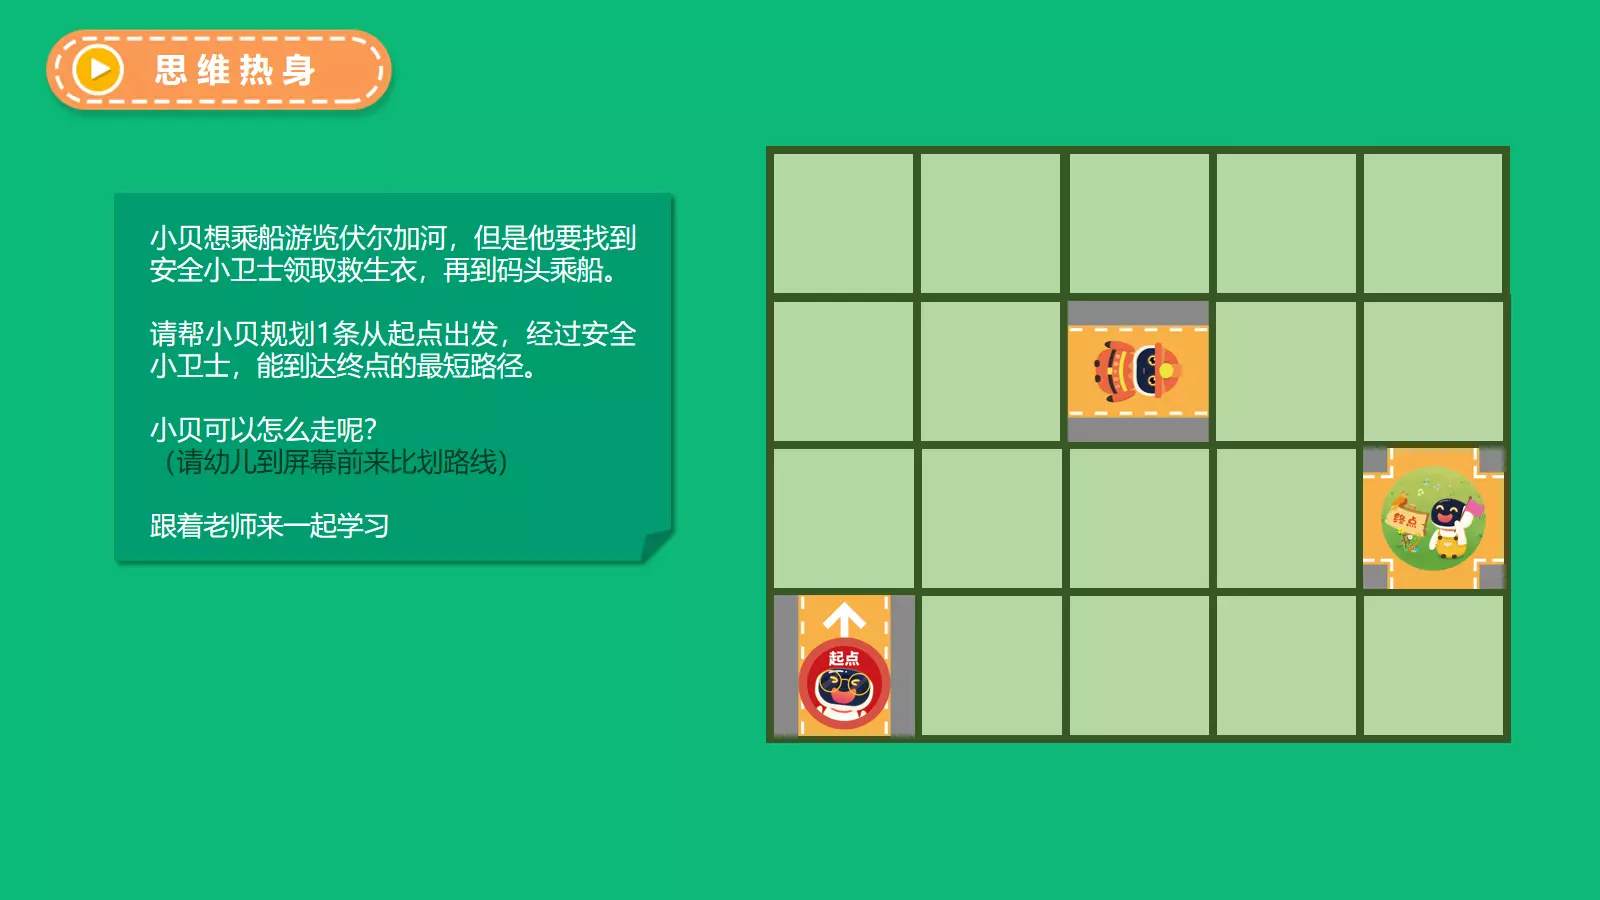 思维热身
小贝想乘船游览伏尔加河，但是他要找到
安全小卫士领取救生衣，再到码头乘船。
请帮小贝规划1条从起点出发，经过安全
小卫士，能到达终点的最短路径。
小贝可以怎么走呢？
（请幼儿到屏幕前来比划路线）
跟着老师来一起学习
终点
起点